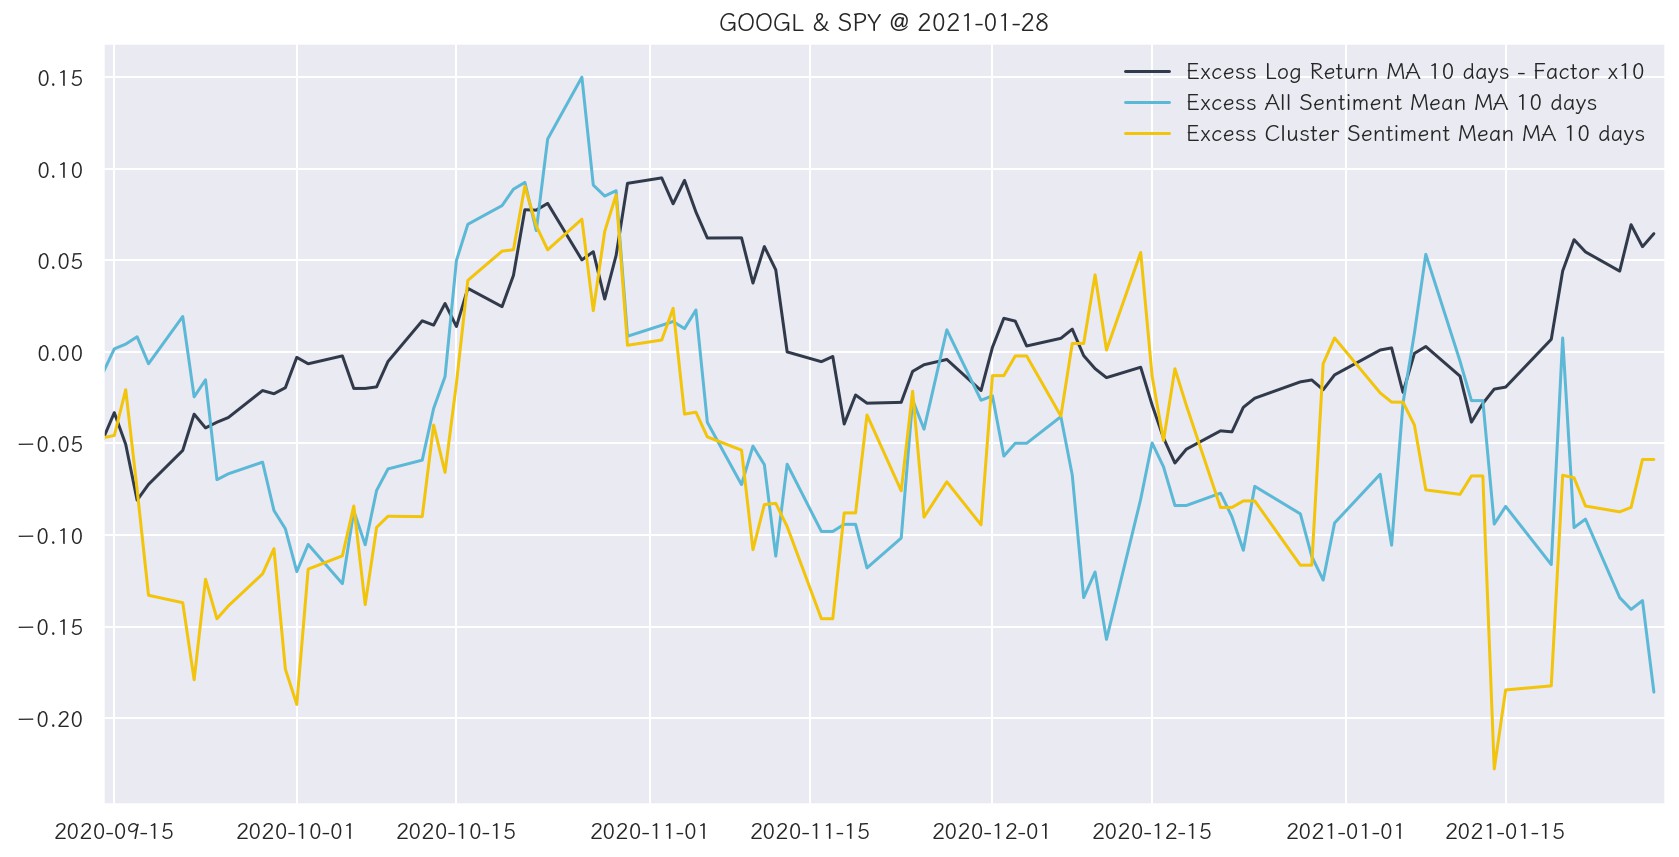 GOOGL & SPY @ 2021-01-28
Excess Log Return MA 10 days - Factor x10
Excess All Sentiment Mean MA 10 days
Excess Cluster Sentiment Mean MA 10 days
0.15
0.10
0.05
0.00
−0.05
−0.10
−0.15
−0.20
2020-09-15 2020-10-01 2020-10-15 2020-11-01 2020-11-15 2020-12-01 2020-12-15 2021-01-01 2021-01-15